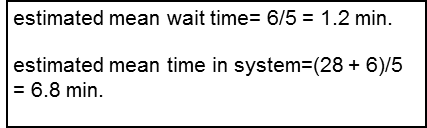 estimated mean wait time= 6/5 = 1.2 min.
estimated mean time in system=(28 + 6)/5
= 6.8 min.